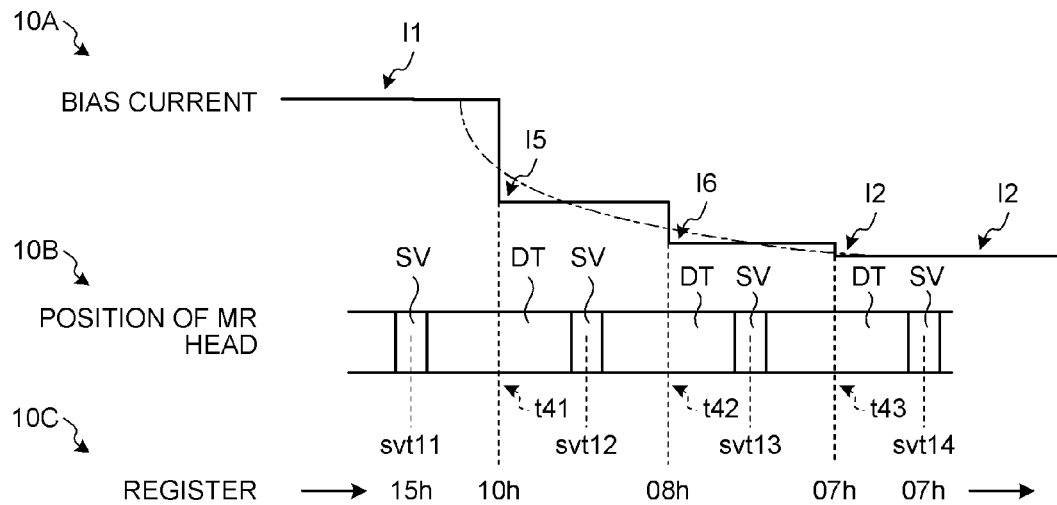 10A
I1
BIAS CURRENT
I5
I6
I2
I2
10B
SV
DT
SV
DT
SV
DT
SV
POSITION OF MR
HEAD
t41
t42
t43
10C
svt11
svt12
svt13
svt14
REGISTER
15h
10h
08h
07h
07h